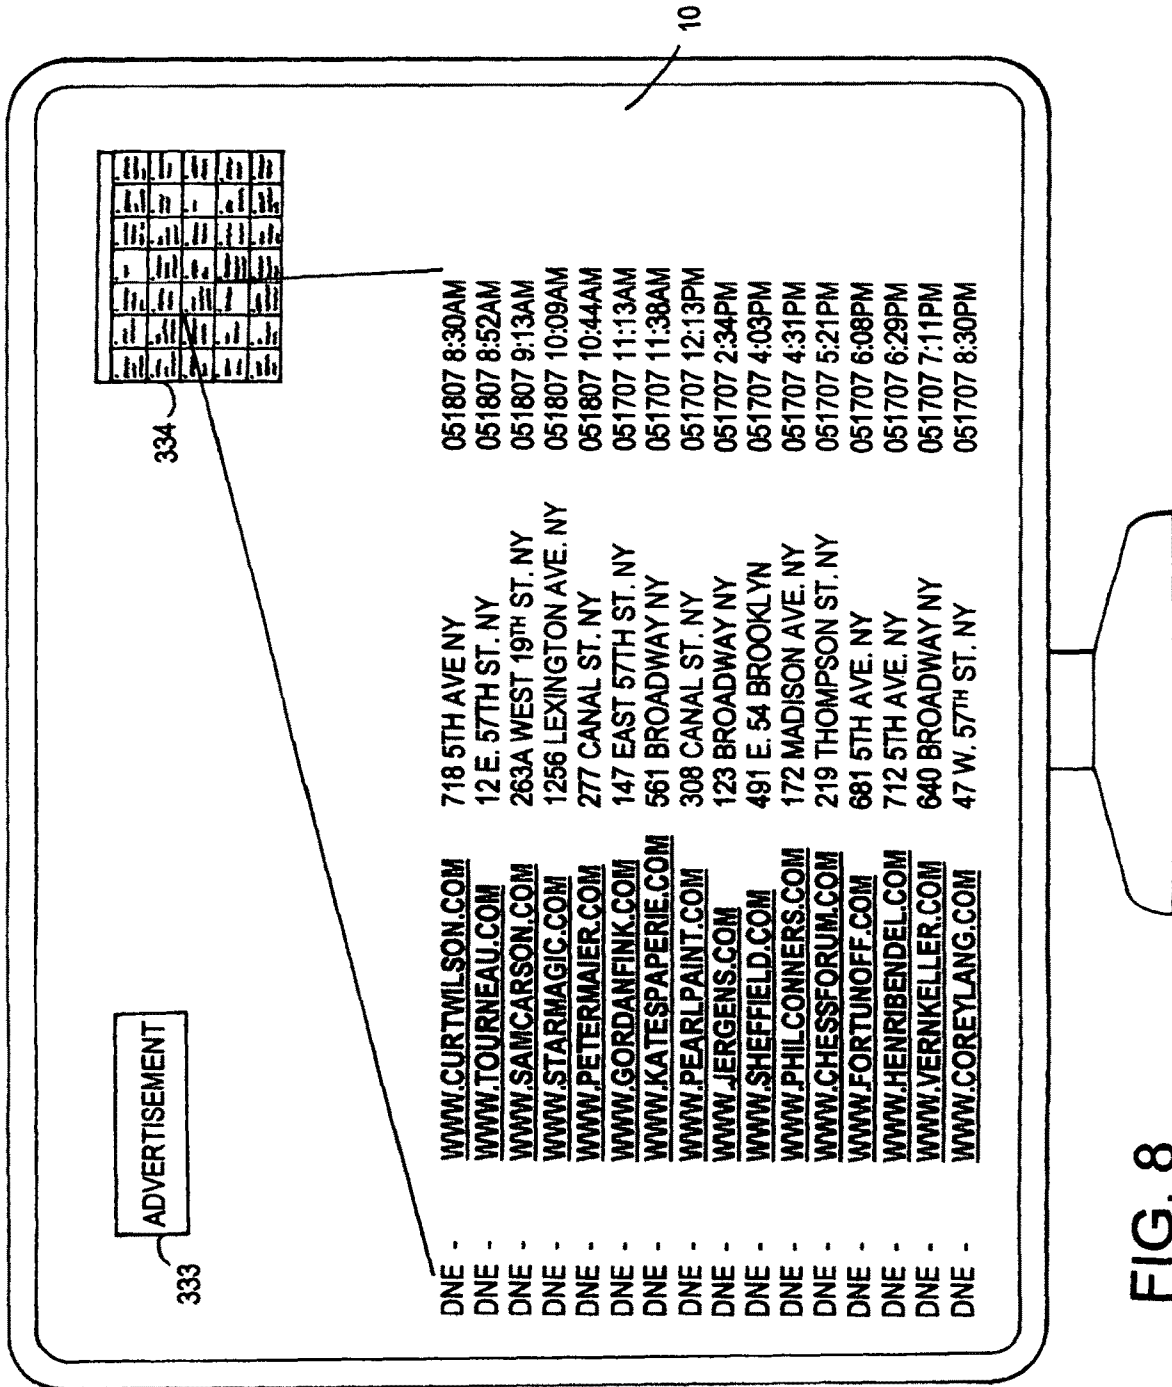 10
ADVERTISEMENT
333
334
DNE - WWW.CURTWILSON.COM 718 5TH AVE NY 051807 8:30AM
DNE - WWW.TOURNEAU.COM 12 E. 57TH ST. NY 051807 8:52AM
DNE - WWW.SAMCARSON.COM 263A WEST 19TH ST. NY 051807 9:13AM
DNE - WWW.STARMAGIC.COM 1256 LEXINGTON AVE. NY 051807 10:09AM
DNE - WWW.PETERMAIER.COM 277 CANAL ST. NY 051807 10:44AM
DNE - WWW.GORDANFINK.COM 147 EAST 57TH ST. NY 051707 11:13AM
DNE - WWW.KATESPAPERIE.COM 561 BROADWAY NY 051707 11:38AM
DNE - WWW.PEARLPAINT.COM 308 CANAL ST. NY 051707 12:13PM
DNE - WWW.JERGENS.COM 123 BROADWAY NY 051707 2:34PM
DNE - WWW.SHEFFIELD.COM 491 E. 54 BROOKLYN 051707 4:03PM
DNE - WWW.PHILCONNERS.COM 172 MADISON AVE. NY 051707 4:31PM
DNE - WWW.CHESSFORUM.COM 219 THOMPSON ST. NY 051707 5:21PM
DNE - WWW.FORTUNOFF.COM 681 5TH AVE. NY 051707 6:08PM
DNE - WWW.HENRIBENDEL.COM 712 5TH AVE. NY 051707 6:29PM
DNE - WWW.VERNKELLER.COM 640 BROADWAY NY 051707 7:11PM
DNE - WWW.COREYLANG.COM 47 W. 57TH ST. NY 051707 8:30PM
FIG. 8